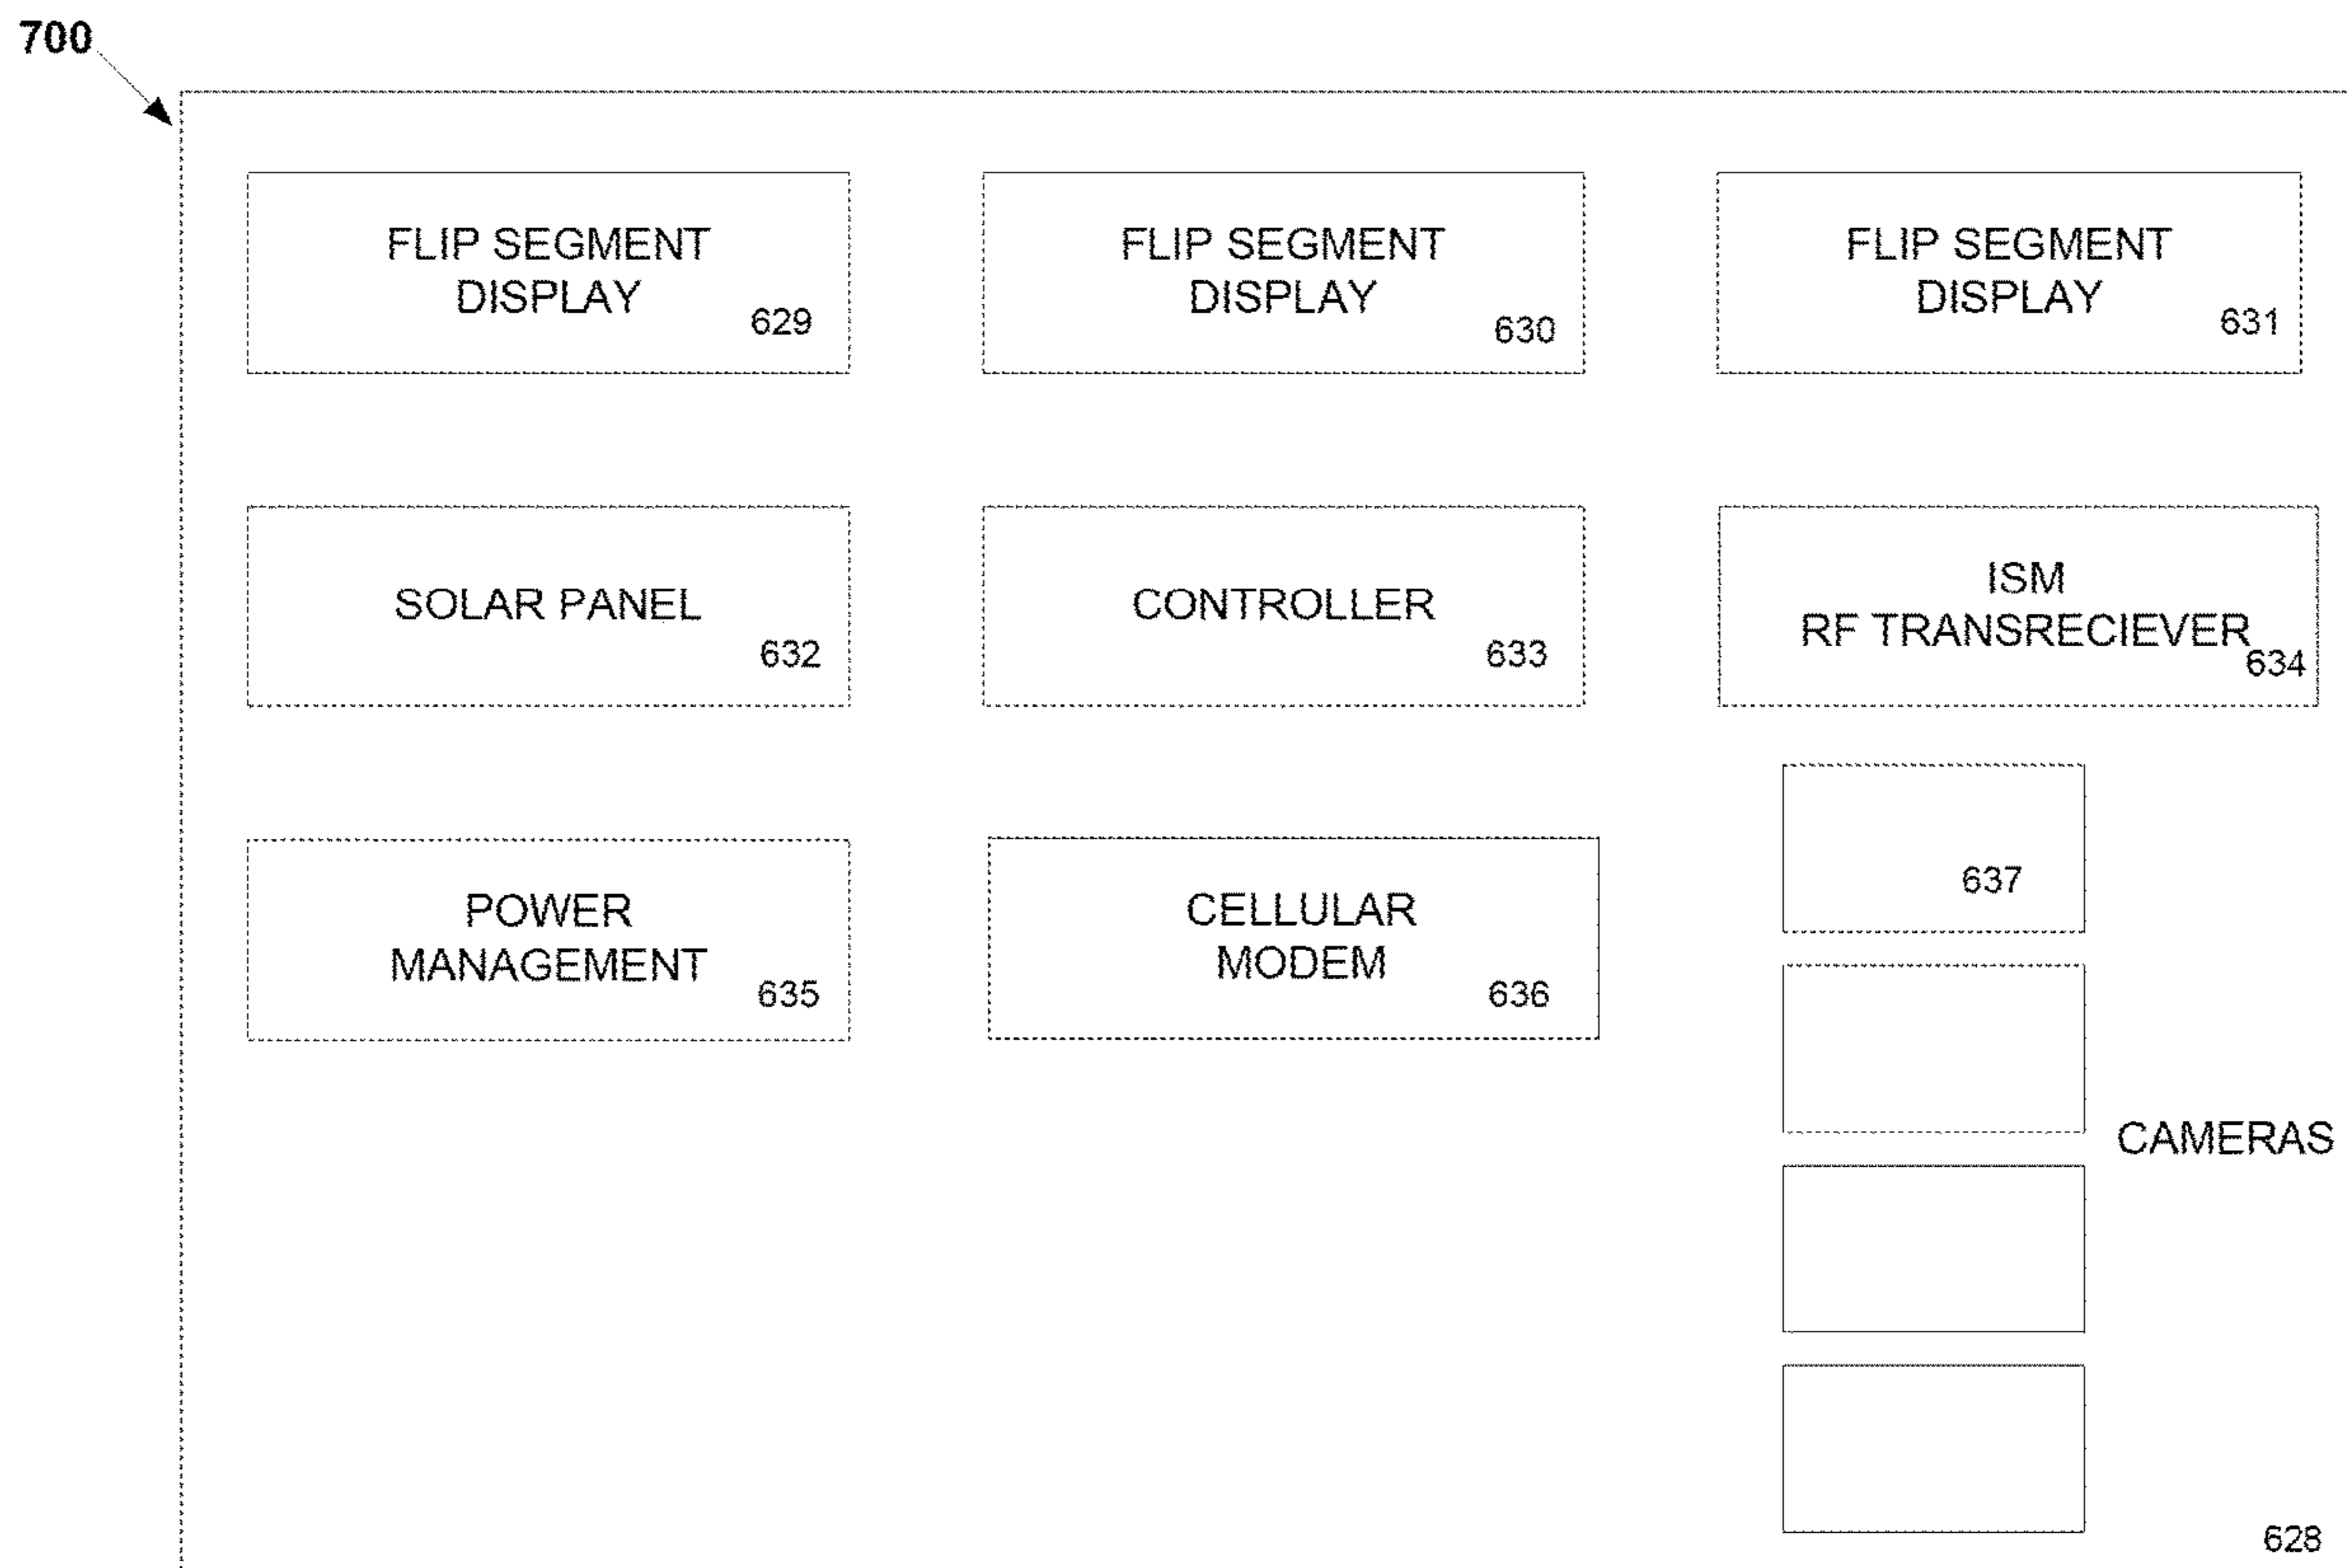 700
FLIP SEGMENT
DISPLAY
629
FLIP SEGMENT
DISPLAY
630
FLIP SEGMENT
DISPLAY
631
SOLAR PANEL
632
CONTROLLER
633
ISM
RF TRANSRECIEVER
634
POWER
MANAGEMENT
635
CELLULAR
MODEM
636
637
CAMERAS
628